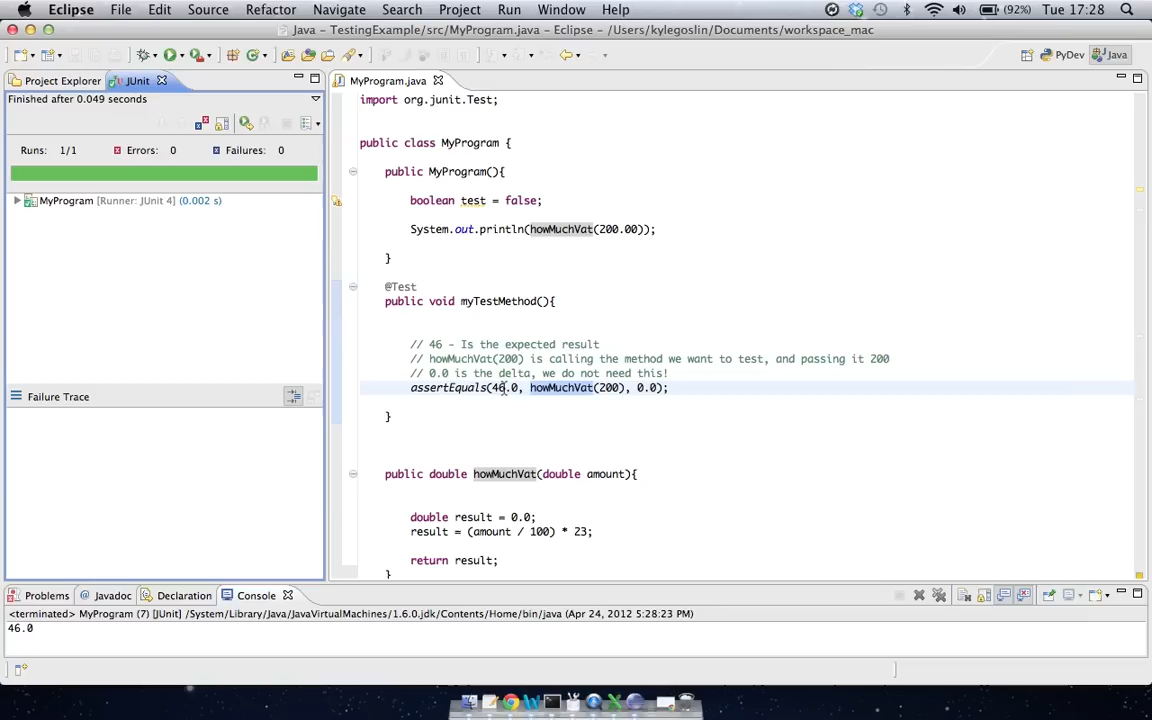 Eclipse File Edit Source Refactor Navigate Search Project Run Window Help (92%) Tue 17:28
Java – TestingExample/src/MyProgram.java – Eclipse – /Users/kylegoslin/Documents/workspace_mac
PyDev Java
Project Explorer JUnit
Finished after 0.049 seconds
Runs: 1/1 Errors: 0 Failures: 0
MyProgram [Runner: JUnit 4] (0.002 s)
Failure Trace
MyProgram.java
import org.junit.Test;
public class MyProgram {
public MyProgram(){
boolean test = false;
System.out.println(howMuchVat(200.00));
}
@Test
public void myTestMethod(){
// 46 - Is the expected result
// howMuchVat(200) is calling the method we want to test, and passing it 200
// 0.0 is the delta, we do not need this!
assertEquals(46.0, howMuchVat(200), 0.0);
}
public double howMuchVat(double amount){
double result = 0.0;
result = (amount / 100) * 23;
return result;
}
Problems Javadoc Declaration Console
<terminated> MyProgram (7) [JUnit] /System/Library/Java/JavaVirtualMachines/1.6.0.jdk/Contents/Home/bin/java (Apr 24, 2012 5:28:23 PM)
46.0